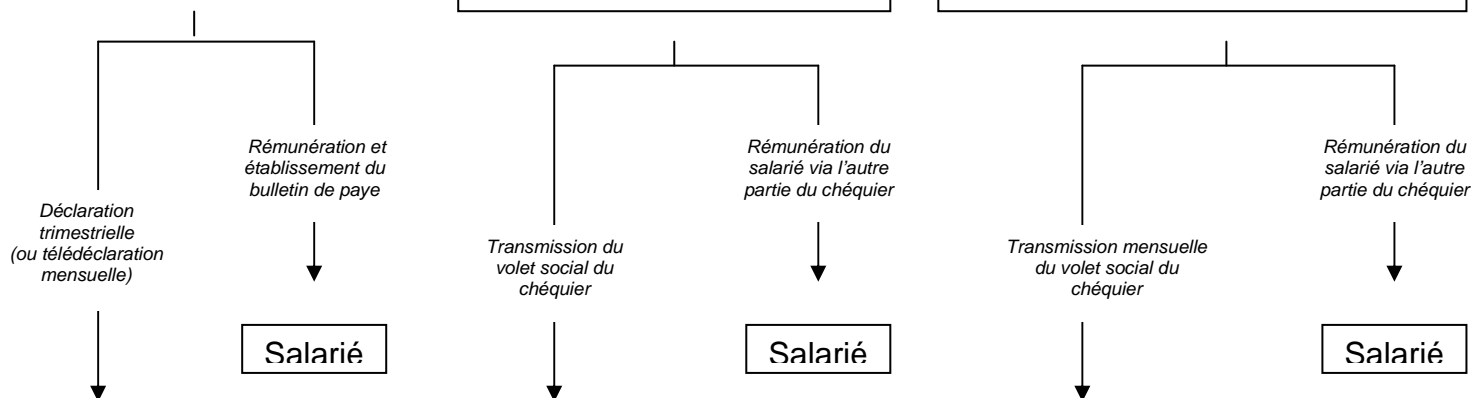 Déclaration
trimestrielle
(ou télédéclaration
mensuelle)
Rémunération et
établissement du
bulletin de paye
Salarié
Transmission du
volet social du
chéquier
Rémunération du
salarié via l'autre
partie du chéquier
Salarié
Transmission mensuelle
du volet social du
chéquier
Rémunération du
salarié via l'autre
partie du chéquier
Salarié